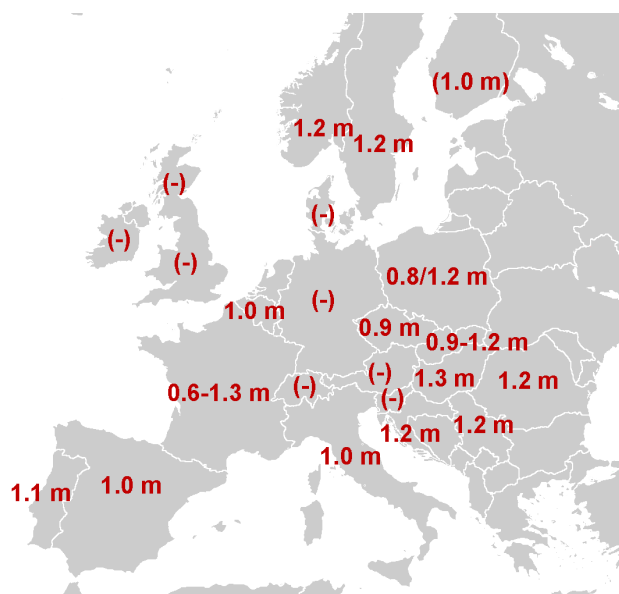 (1.0 m)
1.2 m
1.2 m
(-)
(-)
(-)
(-)
0.8/1.2 m
(-)
1.0 m
0.9 m
0.9-1.2 m
(-)
1.3 m
1.2 m
0.6-1.3 m
(-)
(-)
1.2 m
1.2 m
1.0 m
1.1 m
1.0 m